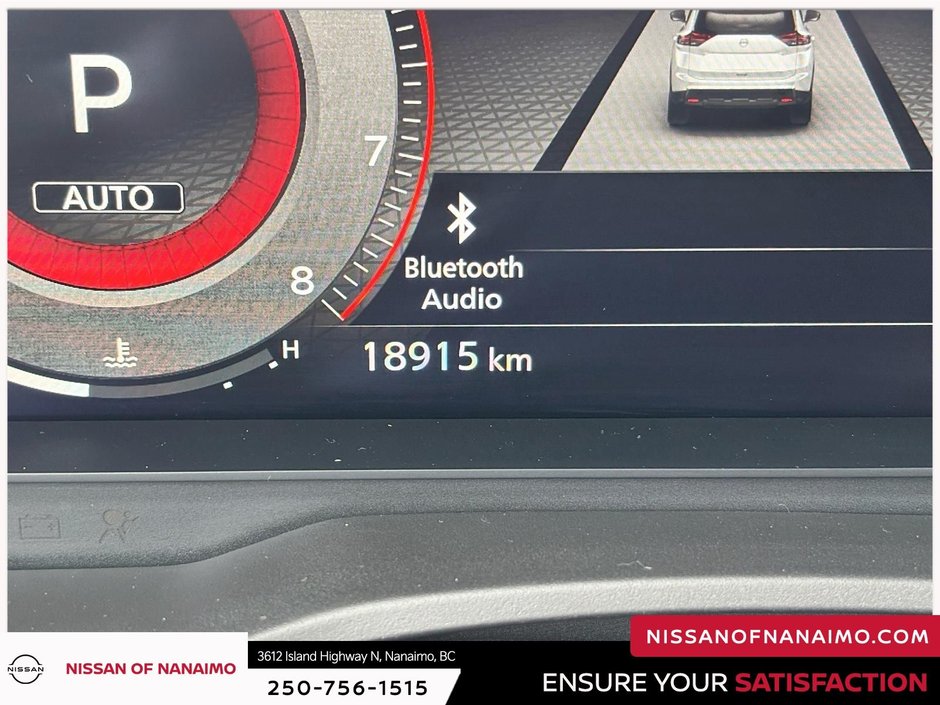 P
AUTO
7
8
H
Bluetooth
Audio
18915 km
NISSANOFNANAIMO.COM
NISSAN
NISSAN OF NANAIMO
3612 Island Highway N, Nanaimo, BC
250-756-1515
ENSURE YOUR SATISFACTION